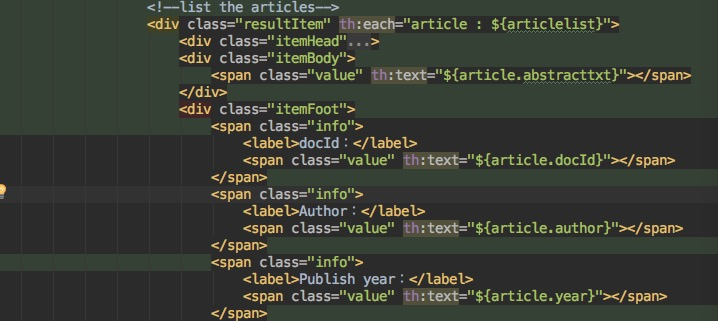 <!--list the articles-->
<div class="resultItem" th:each="article : ${articlelist}">
<div class="itemHead"...>
<div class="itemBody">
<span class="value" th:text="${article.abstracttxt}"></span>
</div>
<div class="itemFoot">
<span class="info">
<label>docId：</label>
<span class="value" th:text="${article.docId}"></span>
</span>
<span class="info">
<label>Author：</label>
<span class="value" th:text="${article.author}"></span>
</span>
<span class="info">
<label>Publish year：</label>
<span class="value" th:text="${article.year}"></span>
</span>